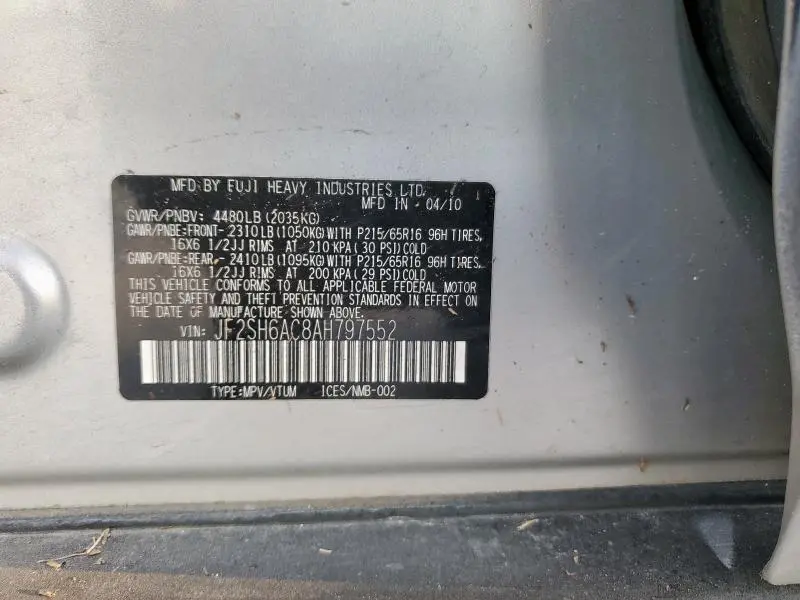 MFD BY FUJI HEAVY INDUSTRIES LTD.
MFD IN - 04/10
GVWR/PNBV: 4480LB(2035KG)
GAWR/PNBE:FRONT- 2310LB(1050KG)WITH P215/65R16 96H TIRES,
16X6 1/2JJ RIMS AT 210 KPA(30 PSI)COLD
GAWR/PNBE:REAR- 2410LB(1095KG)WITH P215/65R16 96H TIRES,
16X6 1/2JJ RIMS AT 200 KPA(29 PSI)COLD
THIS VEHICLE CONFORMS TO ALL APPLICABLE FEDERAL MOTOR
VEHICLE SAFETY AND THEFT PREVENTION STANDARDS IN EFFECT ON
THE DATE OF MANUFACTURE SHOWN ABOVE.
VIN: JF2SH6AC8AH797552
TYPE:MPV/VTUM ICES/NMB-002